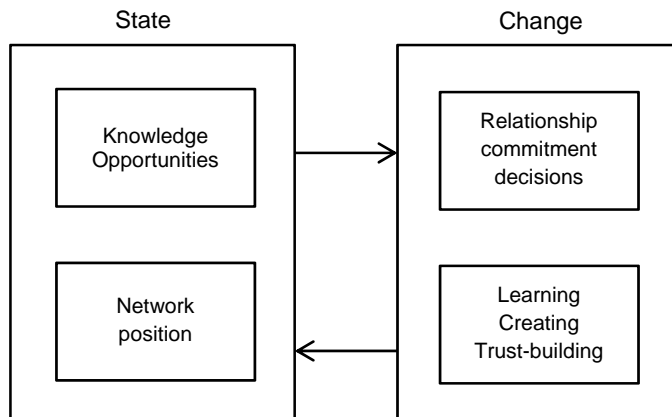 State
Change
Knowledge
Opportunities
Relationship
commitment
decisions
Network
position
Learning
Creating
Trust-building